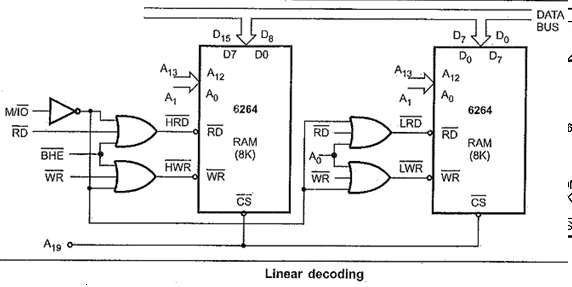 DATA
BUS
D15 D8
D7 D0
D7 D0
D0 D7
A13
A12
A1
A0
6264
RAM
(8K)
A13
A12
A1
A0
6264
RAM
(8K)
M/IO
RD
BHE
WR
HRD
RD
HWR
WR
CS
RD
A0
WR
LRD
RD
LWR
WR
CS
A19
Linear decoding